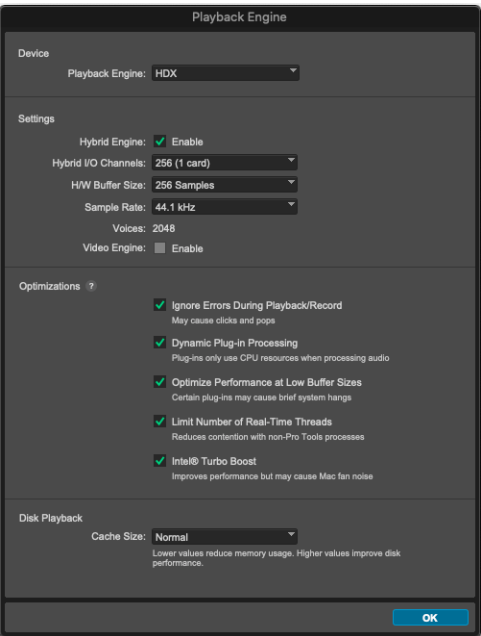 Playback Engine
Device
Playback Engine: HDX
Settings
Hybrid Engine: Enable
Hybrid I/O Channels: 256 (1 card)
H/W Buffer Size: 256 Samples
Sample Rate: 44.1 kHz
Voices: 2048
Video Engine: Enable
Optimizations ?
Ignore Errors During Playback/Record
May cause clicks and pops
Dynamic Plug-in Processing
Plug-ins only use CPU resources when processing audio
Optimize Performance at Low Buffer Sizes
Certain plug-ins may cause brief system hangs
Limit Number of Real-Time Threads
Reduces contention with non-Pro Tools processes
Intel® Turbo Boost
Improves performance but may cause Mac fan noise
Disk Playback
Cache Size: Normal
Lower values reduce memory usage. Higher values improve disk
performance.
OK